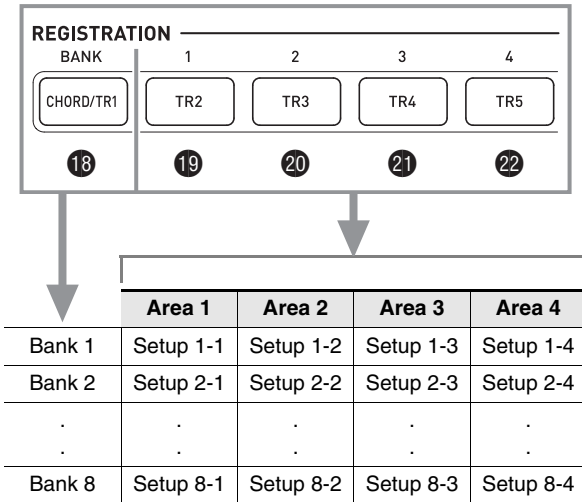 REGISTRATION
BANK 1 2 3 4
CHORD/TR1 TR2 TR3 TR4 TR5
⓲ ⓳ ⓴ 21 22
Area 1 Area 2 Area 3 Area 4
Bank 1 Setup 1-1 Setup 1-2 Setup 1-3 Setup 1-4
Bank 2 Setup 2-1 Setup 2-2 Setup 2-3 Setup 2-4
. . . . .
. . . . .
Bank 8 Setup 8-1 Setup 8-2 Setup 8-3 Setup 8-4